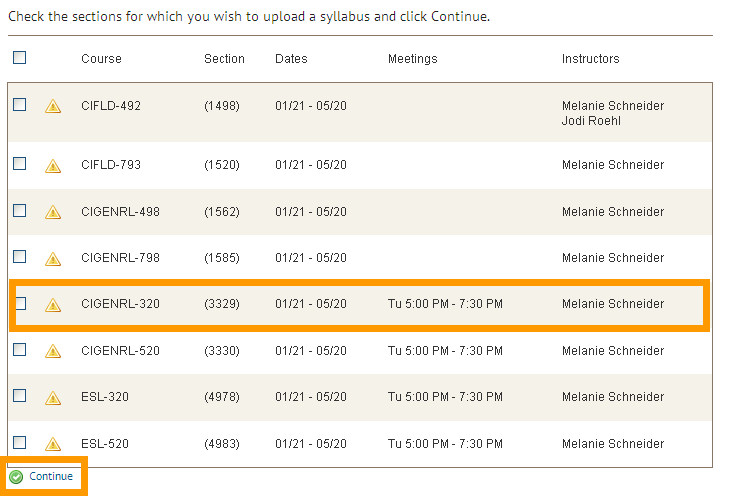 Check the sections for which you wish to upload a syllabus and click Continue.
Course Section Dates Meetings Instructors
CIFLD-492 (1498) 01/21 - 05/20 Melanie Schneider
Jodi Roehl
CIFLD-793 (1520) 01/21 - 05/20 Melanie Schneider
CIGENRL-498 (1562) 01/21 - 05/20 Melanie Schneider
CIGENRL-798 (1585) 01/21 - 05/20 Melanie Schneider
CIGENRL-320 (3329) 01/21 - 05/20 Tu 5:00 PM - 7:30 PM Melanie Schneider
CIGENRL-520 (3330) 01/21 - 05/20 Tu 5:00 PM - 7:30 PM Melanie Schneider
ESL-320 (4978) 01/21 - 05/20 Tu 5:00 PM - 7:30 PM Melanie Schneider
ESL-520 (4983) 01/21 - 05/20 Tu 5:00 PM - 7:30 PM Melanie Schneider
Continue